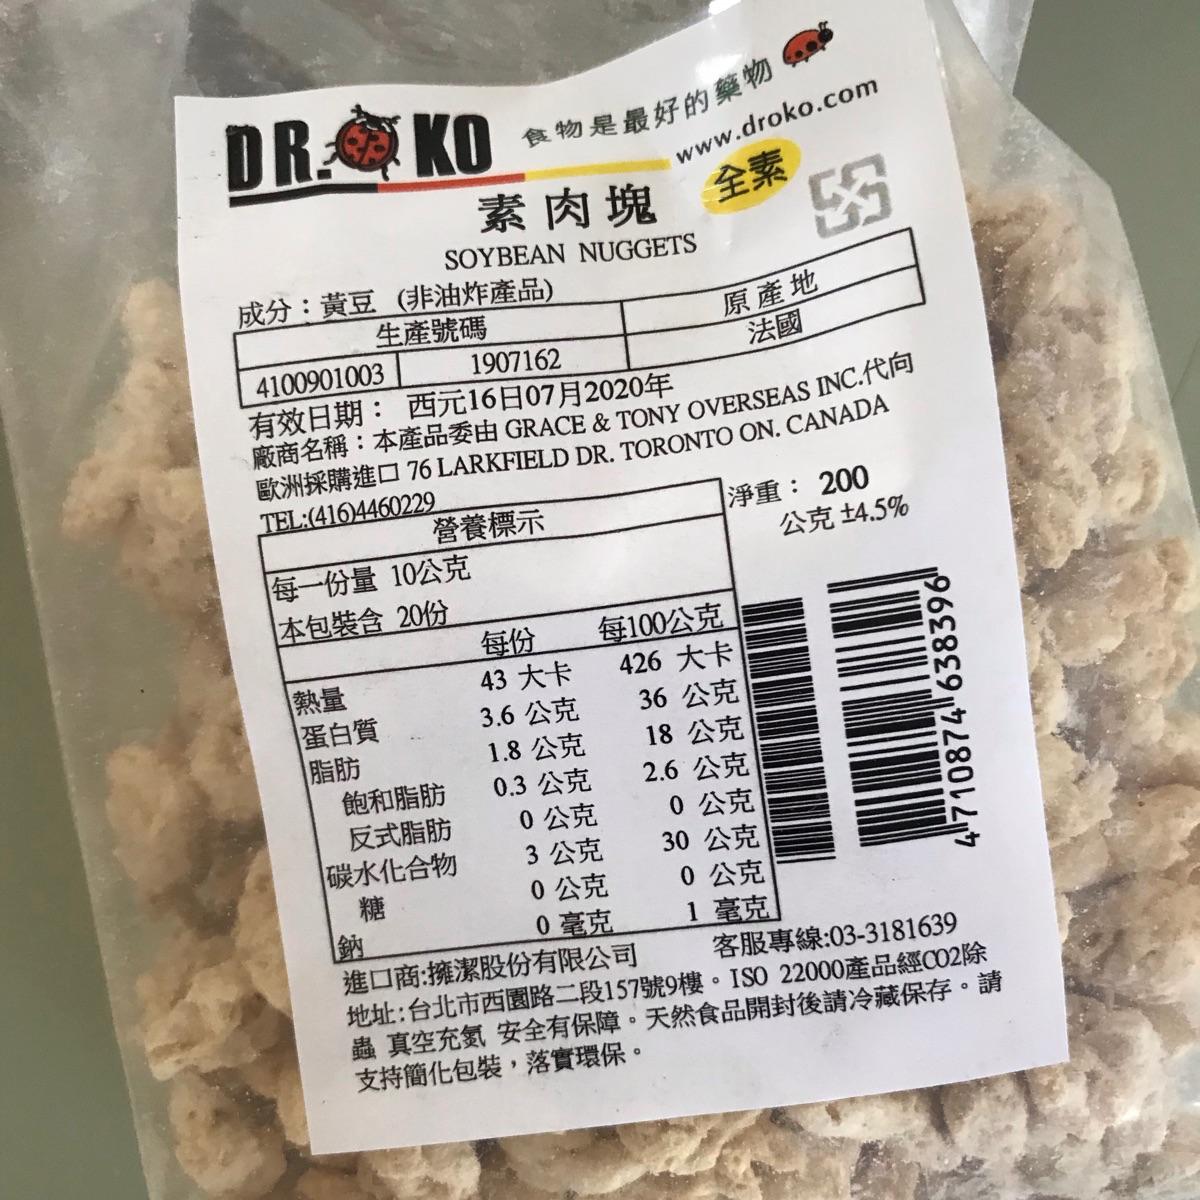 DR. KO
食物是最好的藥物
www.droko.com
全素
素肉塊
SOYBEAN NUGGETS
成分：黃豆 (非油炸產品)
生產號碼 原產地
4100901003 1907162 法國
有效日期： 西元16日07月2020年
廠商名稱：本產品委由 GRACE & TONY OVERSEAS INC.代向
歐洲採購進口 76 LARKFIELD DR. TORONTO ON. CANADA
TEL:(416)4460229
淨重： 200
公克 ±4.5%
營養標示
每一份量 10公克
本包裝含 20份
每份 每100公克
熱量 43 大卡 426 大卡
蛋白質 3.6 公克 36 公克
脂肪 1.8 公克 18 公克
飽和脂肪 0.3 公克 2.6 公克
反式脂肪 0 公克 0 公克
碳水化合物 3 公克 30 公克
糖 0 公克 0 公克
鈉 0 毫克 1 毫克
4710874638396
進口商:擁潔股份有限公司 客服專線:03-3181639
地址:台北市西園路二段157號9樓。ISO 22000產品經CO2除
蟲 真空充氮 安全有保障。天然食品開封後請冷藏保存。請
支持簡化包裝，落實環保。